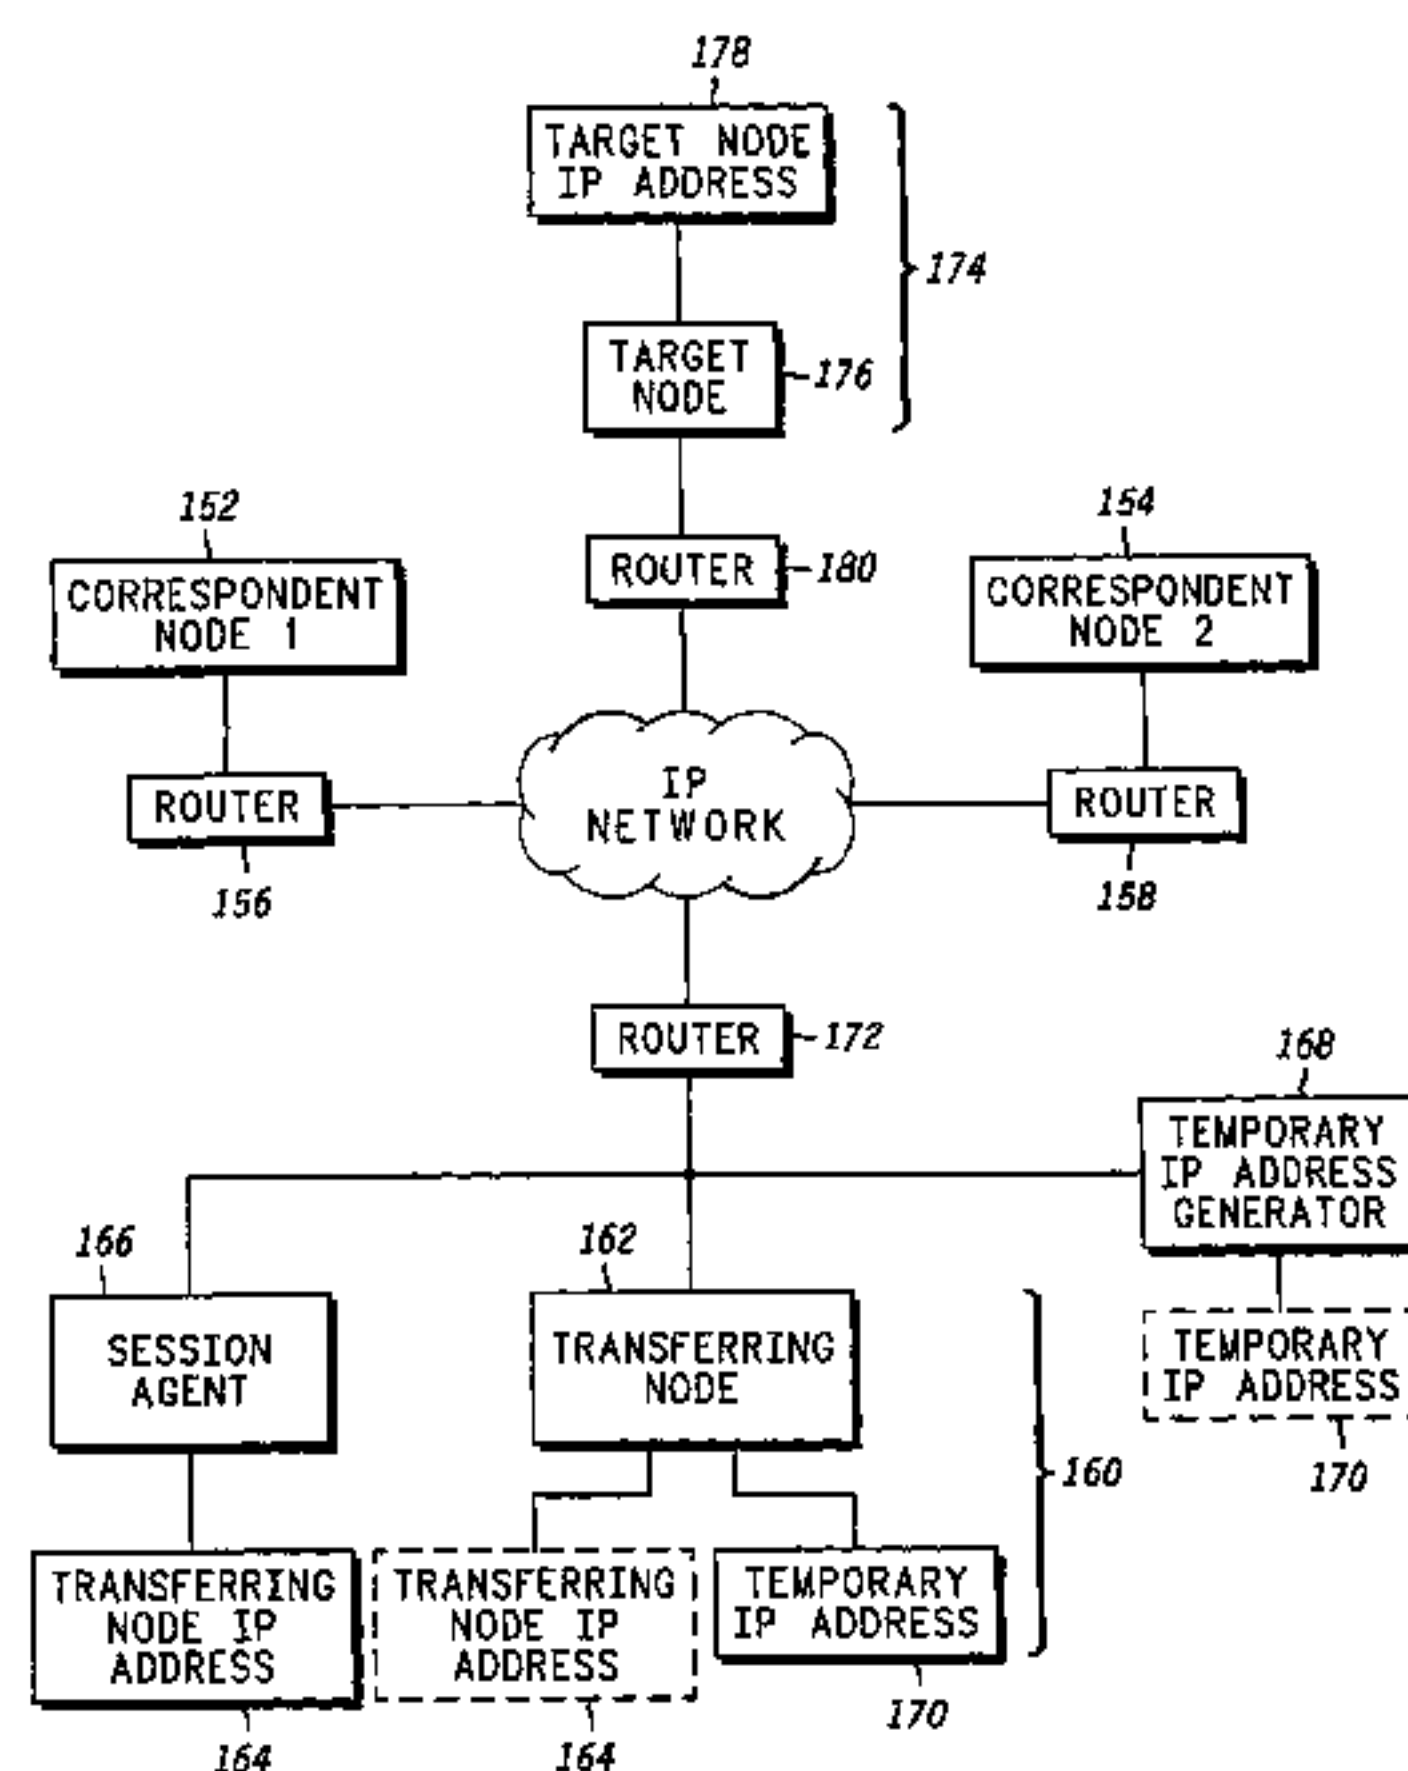 178
TARGET NODE
IP ADDRESS
174
TARGET
NODE
176
152
154
ROUTER
180
CORRESPONDENT
NODE 1
CORRESPONDENT
NODE 2
IP
NETWORK
ROUTER
ROUTER
156
158
ROUTER
172
168
TEMPORARY
IP ADDRESS
GENERATOR
166
162
SESSION
AGENT
TRANSFERRING
NODE
TEMPORARY
IP ADDRESS
170
160
TRANSFERRING
NODE IP
ADDRESS
TRANSFERRING
NODE IP
ADDRESS
TEMPORARY
IP ADDRESS
170
164
164